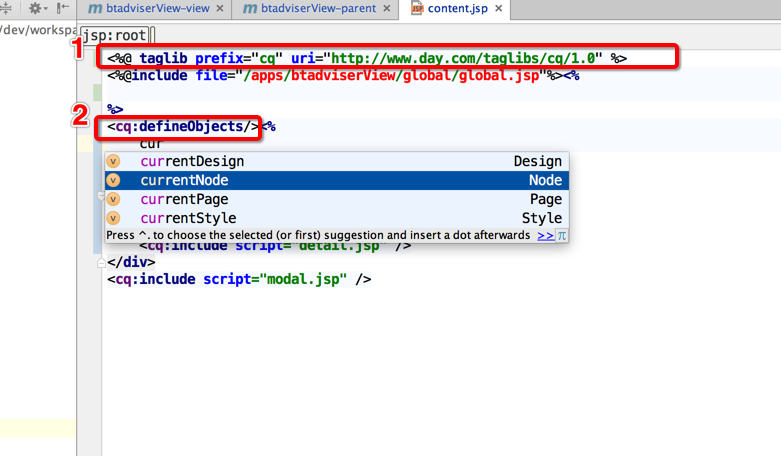 btadviserView-view × btadviserView-parent × content.jsp ×
/dev/workspa jsp:root
1 <%@ taglib prefix="cq" uri="http://www.day.com/taglibs/cq/1.0" %>
<%@include file="/apps/btadviserView/global/global.jsp"%><%
%>
2 <cq:defineObjects/><%
cur
currentDesign Design
currentNode Node
currentPage Page
currentStyle Style
Press ^. to choose the selected (or first) suggestion and insert a dot afterwards >> π
<cq:include script="detail.jsp" />
</div>
<cq:include script="modal.jsp" />